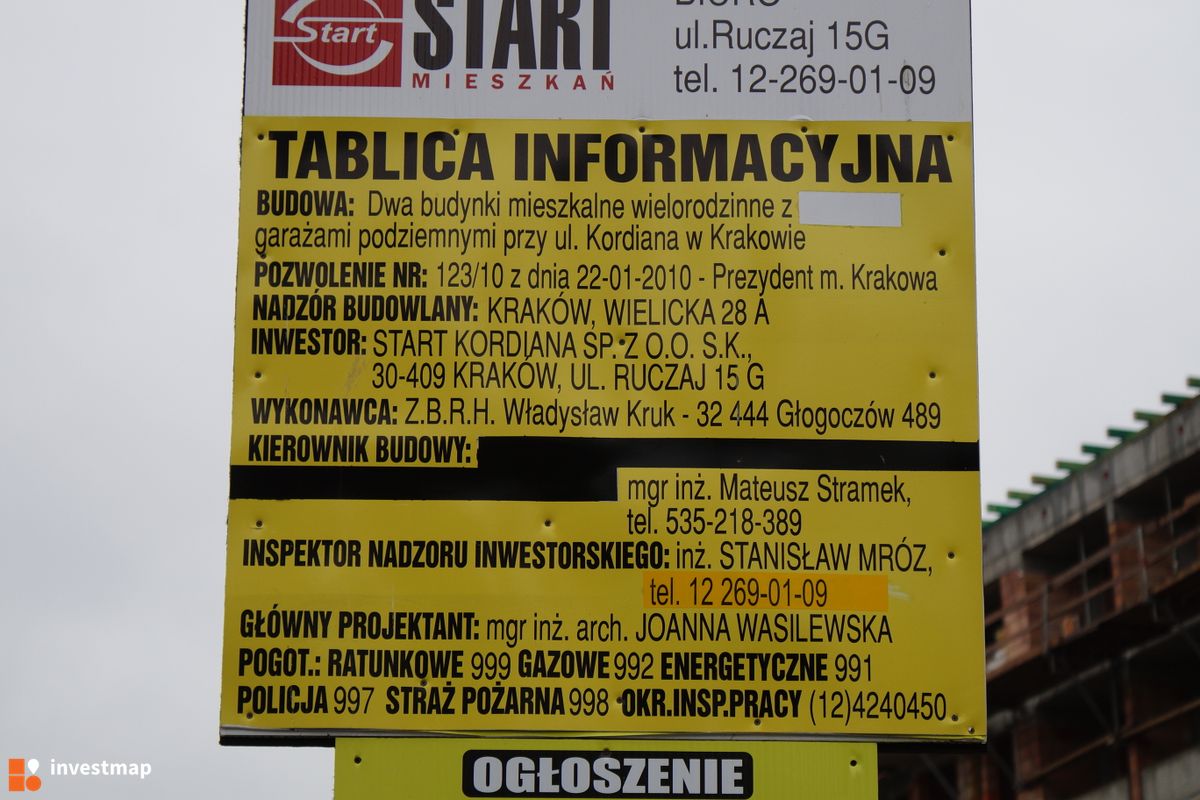 Start
START
MIESZKAŃ
BIURO
ul.Ruczaj 15G
tel. 12-269-01-09
TABLICA INFORMACYJNA
BUDOWA: Dwa budynki mieszkalne wielorodzinne z
garażami podziemnymi przy ul. Kordiana w Krakowie
POZWOLENIE NR: 123/10 z dnia 22-01-2010 - Prezydent m. Krakowa
NADZÓR BUDOWLANY: KRAKÓW, WIELICKA 28 A
INWESTOR: START KORDIANA SP. Z O.O. S.K.,
30-409 KRAKÓW, UL. RUCZAJ 15 G
WYKONAWCA: Z.B.R.H. Władysław Kruk - 32 444 Głogoczów 489
KIEROWNIK BUDOWY:
mgr inż. Mateusz Stramek,
tel. 535-218-389
INSPEKTOR NADZORU INWESTORSKIEGO: inż. STANISŁAW MRÓZ,
tel. 12 269-01-09
GŁÓWNY PROJEKTANT: mgr inż. arch. JOANNA WASILEWSKA
POGOT.: RATUNKOWE 999 GAZOWE 992 ENERGETYCZNE 991
POLICJA 997 STRAŻ POŻARNA 998 OKR.INSP.PRACY (12)4240450
OGŁOSZENIE
investmap